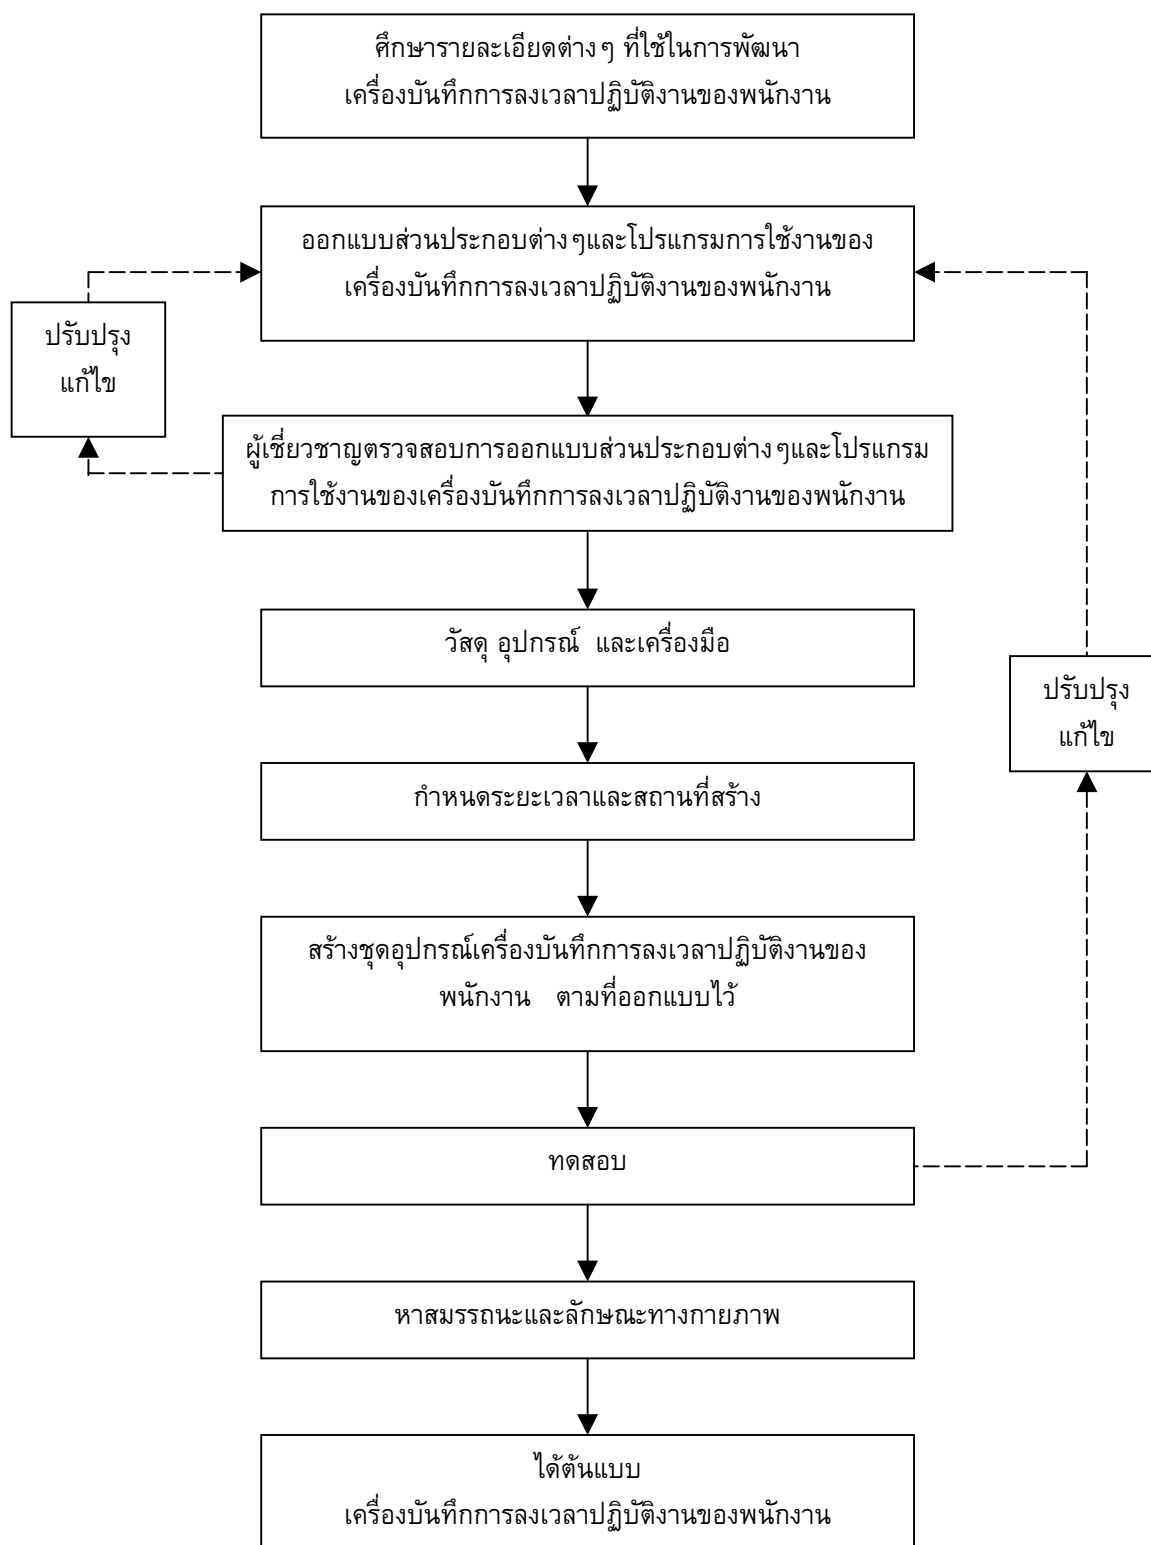 ศึกษารายละเอียดต่าง ๆ ที่ใช้ในการพัฒนา
เครื่องบันทึกการลงเวลาปฏิบัติงานของพนักงาน
ออกแบบส่วนประกอบต่าง ๆและโปรแกรมการใช้งานของ
เครื่องบันทึกการลงเวลาปฏิบัติงานของพนักงาน
ปรับปรุง
แก้ไข
ผู้เชี่ยวชาญตรวจสอบการออกแบบส่วนประกอบต่าง ๆและโปรแกรม
การใช้งานของเครื่องบันทึกการลงเวลาปฏิบัติงานของพนักงาน
วัสดุ อุปกรณ์ และเครื่องมือ
ปรับปรุง
แก้ไข
กำหนดระยะเวลาและสถานที่สร้าง
สร้างชุดอุปกรณ์เครื่องบันทึกการลงเวลาปฏิบัติงานของ
พนักงาน ตามที่ออกแบบไว้
ทดสอบ
หาสมรรถนะและลักษณะทางกายภาพ
ได้ต้นแบบ
เครื่องบันทึกการลงเวลาปฏิบัติงานของพนักงาน